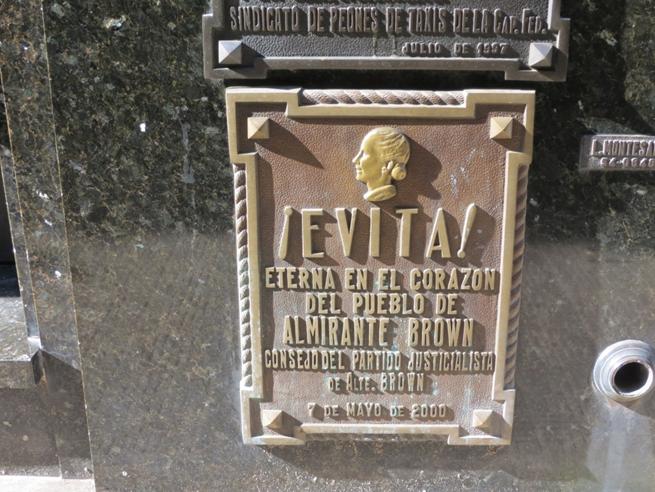 SINDICATO DE PEONES DE TAXIS DE LA CAP. FED.
JULIO DE 1997
¡EVITA!
ETERNA EN EL CORAZON
DEL PUEBLO DE
ALMIRANTE BROWN
CONSEJO DEL PARTIDO JUSTICIALISTA
DE ALTE. BROWN
7 DE MAYO DE 2000
L. MONTESA